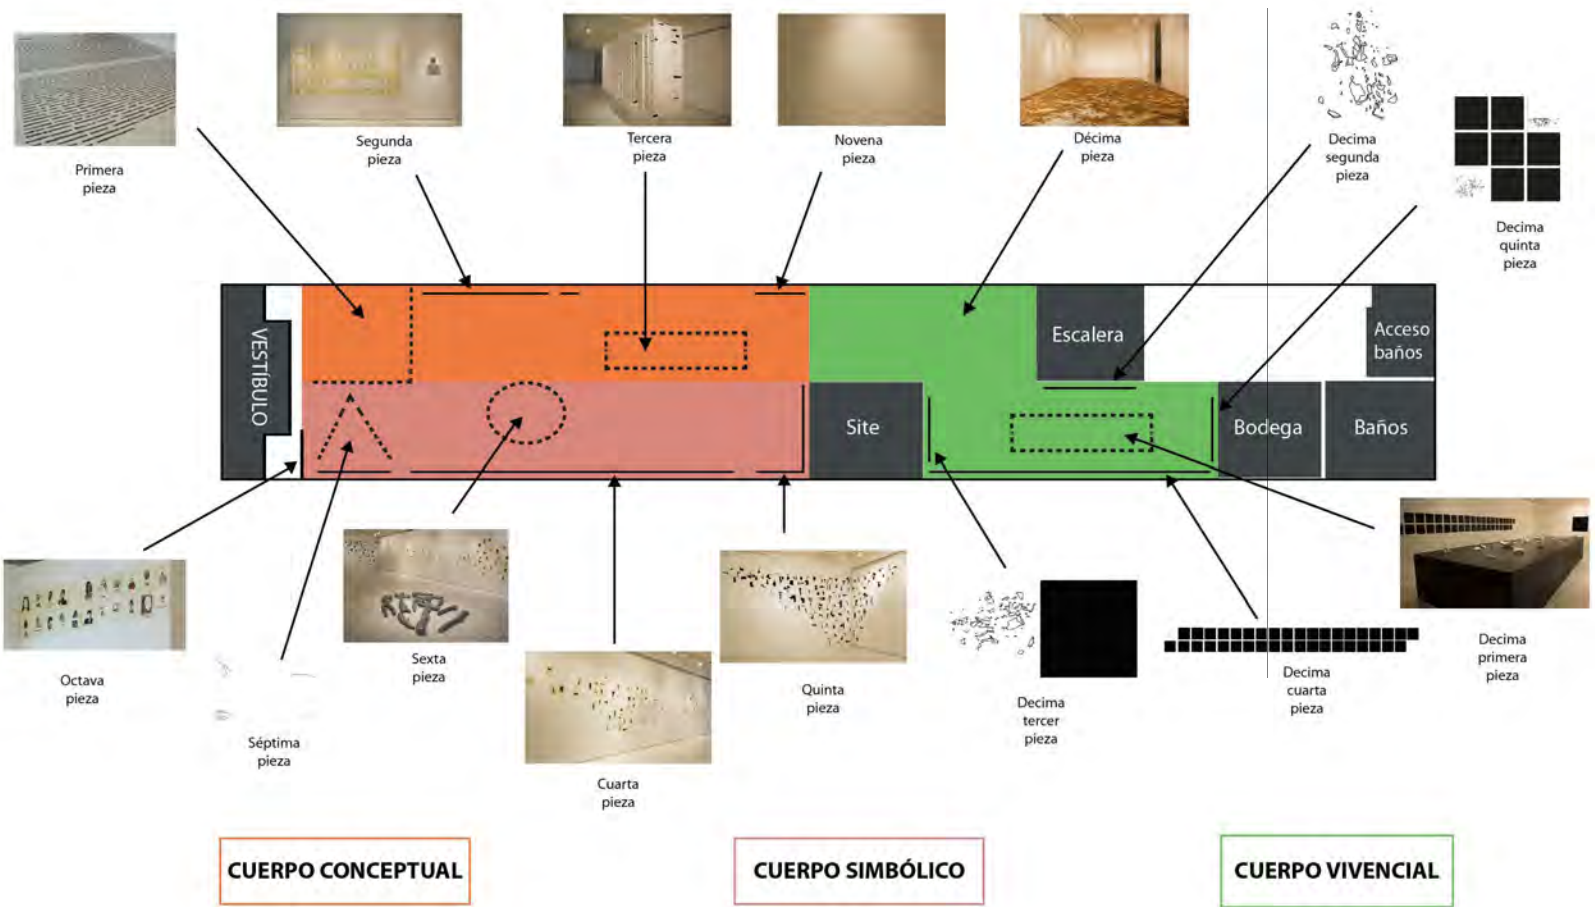 Primera
pieza
Segunda
pieza
Tercera
pieza
Novena
pieza
Décima
pieza
Decima
segunda
pieza
Decima
quinta
pieza
VESTÍBULO
Escalera
Acceso
baños
Site
Bodega
Baños
Octava
pieza
Séptima
pieza
Sexta
pieza
Cuarta
pieza
Quinta
pieza
Decima
tercer
pieza
Decima
cuarta
pieza
Decima
primera
pieza
CUERPO CONCEPTUAL
CUERPO SIMBÓLICO
CUERPO VIVENCIAL